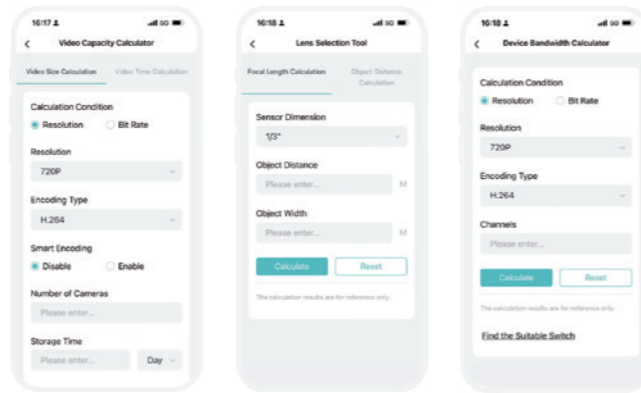 16:17
5G
Video Capacity Calculator
Video Size Calculation
Video Time Calculation
Calculation Condition
Resolution
Bit Rate
Resolution
720P
Encoding Type
H.264
Smart Encoding
Disable
Enable
Number of Cameras
Please enter...
Storage Time
Please enter...
Day
16:18
5G
Lens Selection Tool
Focal Length Calculation
Object Distance
Calculation
Sensor Dimension
1/3"
Object Distance
Please enter...
M
Object Width
Please enter...
M
Calculate
Reset
The calculation results are for reference only.
16:18
5G
Device Bandwidth Calculator
Calculation Condition
Resolution
Bit Rate
Resolution
720P
Encoding Type
H.264
Channels
Please enter...
Calculate
Reset
The calculation results are for reference only.
Find the Suitable Switch